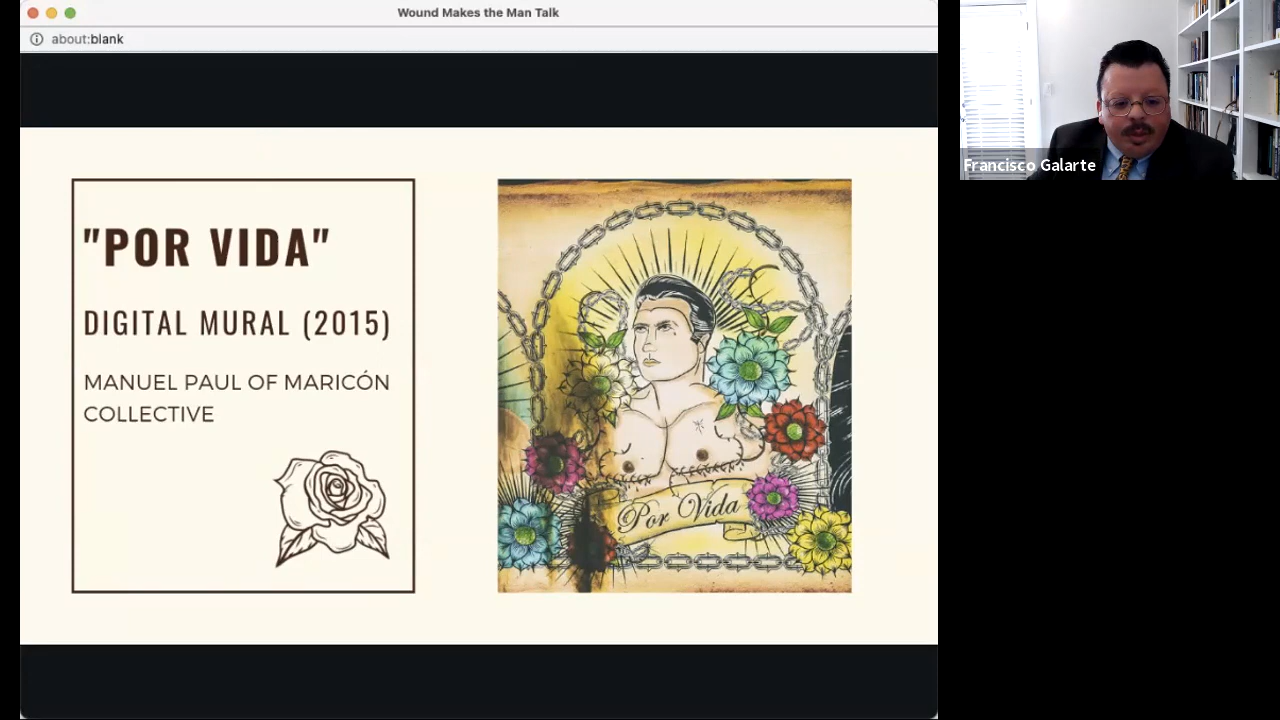 Wound Makes the Man Talk
about:blank
"POR VIDA"
DIGITAL MURAL (2015)
MANUEL PAUL OF MARICÓN
COLLECTIVE
Por Vida
Francisco Galarte